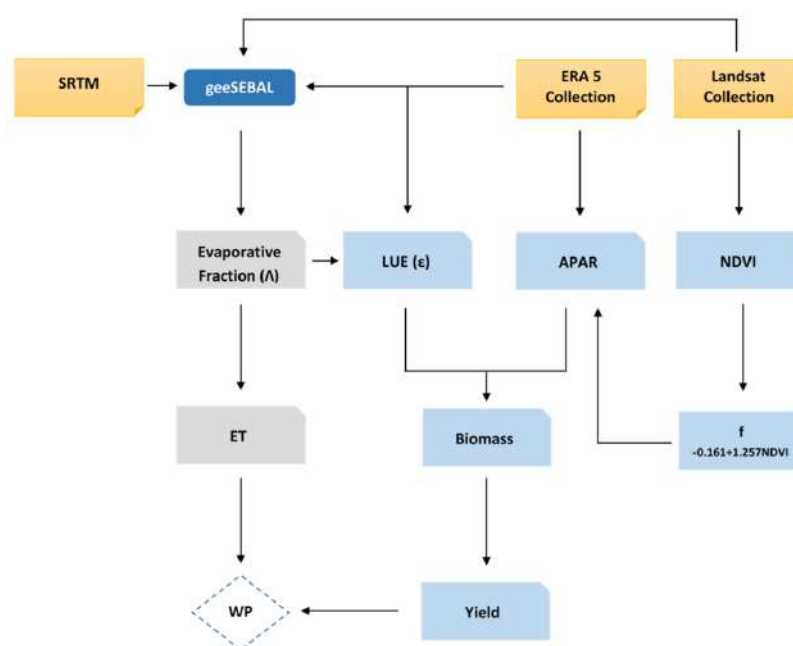 SRTM
geeSEBAL
ERA 5
Collection
Landsat
Collection
Evaporative
Fraction (Λ)
LUE (ε)
APAR
NDVI
ET
Biomass
f
-0.161+1.257NDVI
WP
Yield